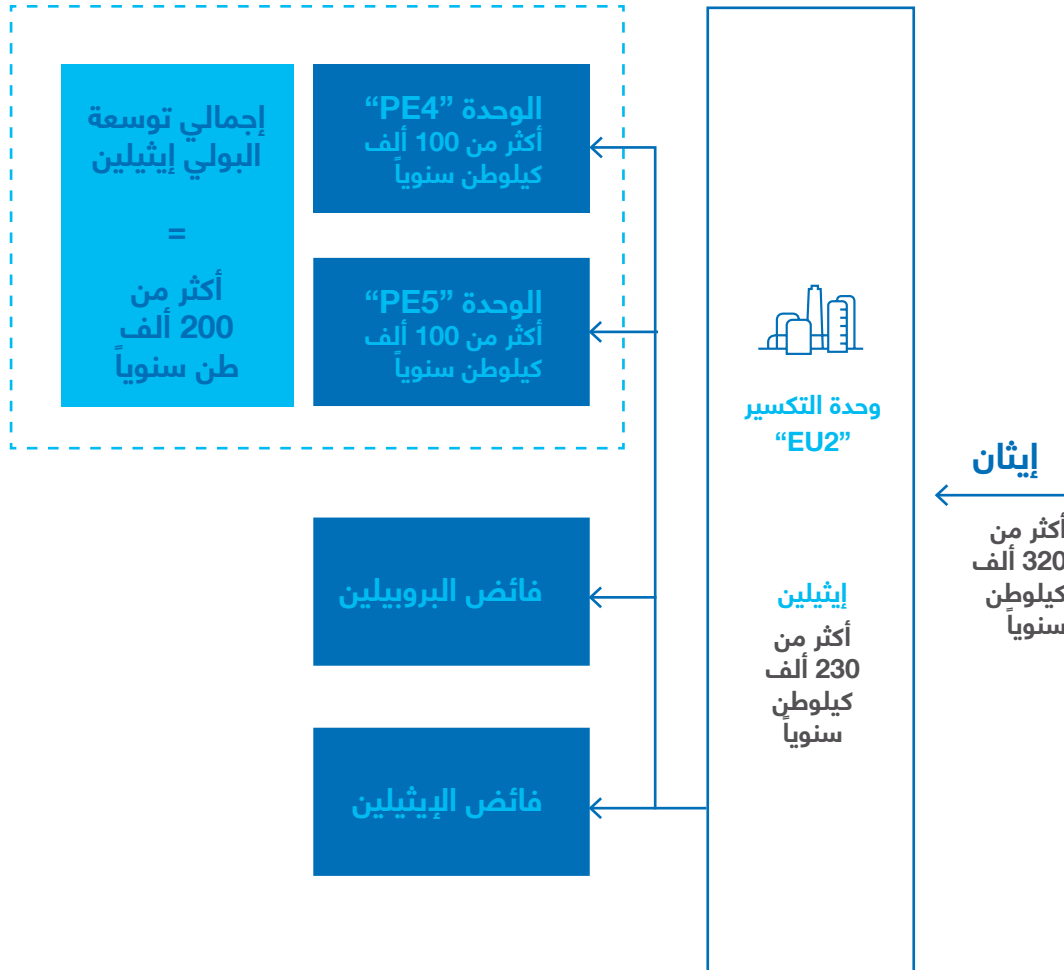 إيثان
أكثر من
320 ألف
كيلوطن
سنوياً
وحدة التكسير
“EU2”
إيثيلين
أكثر من
230 ألف
كيلوطن
سنوياً
الوحدة “PE4”
أكثر من 100 ألف
كيلوطن سنوياً
الوحدة “PE5”
أكثر من 100 ألف
كيلوطن سنوياً
إجمالي توسعة
البولي إيثيلين
=
أكثر من
200 ألف
طن سنوياً
فائض البروبيلين
فائض الإيثيلين